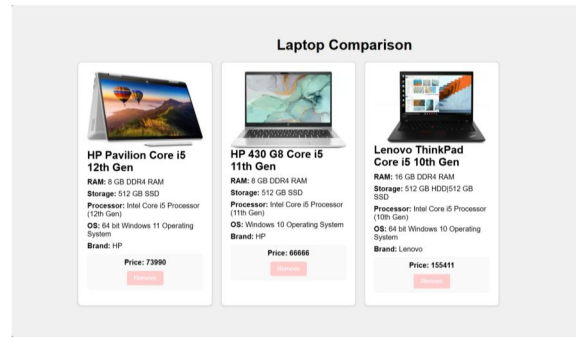 Laptop Comparison
HP Pavilion Core i5
12th Gen
RAM: 8 GB DDR4 RAM
Storage: 512 GB SSD
Processor: Intel Core i5 Processor
(12th Gen)
OS: 64 bit Windows 11 Operating
System
Brand: HP
Price: 73990
Remove
HP 430 G8 Core i5
11th Gen
RAM: 8 GB DDR4 RAM
Storage: 512 GB SSD
Processor: Intel Core i5 Processor
(11th Gen)
OS: Windows 10 Operating System
Brand: HP
Price: 66666
Remove
Lenovo ThinkPad
Core i5 10th Gen
RAM: 16 GB DDR4 RAM
Storage: 512 GB HDD|512 GB
SSD
Processor: Intel Core i5 Processor
(10th Gen)
OS: 64 bit Windows 10 Operating
System
Brand: Lenovo
Price: 155411
Remove